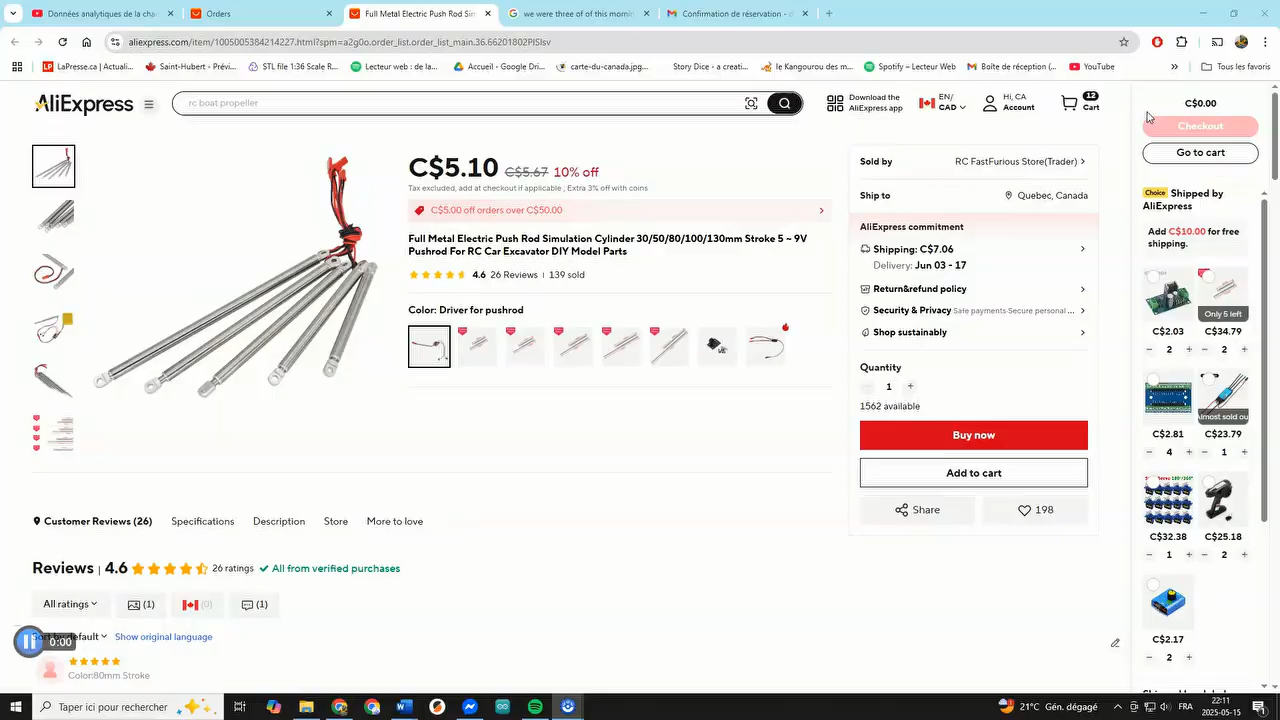 Données analytiques de la cha
Orders
Full Metal Electric Push Rod Sim
we were three of of this mornin
Confirmation de réservation - d
aliexpress.com/item/1005005384214227.html?spm=a2g0o.order_list.order_list_main.36.66201802PISIsv
LaPresse.ca | Actuali...
Saint-Hubert - Prévi...
STL file 1:36 Scale R...
Lecteur web : de la...
Accueil - Google Dri...
carte-du-canada.jpg...
Story Dice - a creati...
le Kangourou des m...
Spotify – Lecteur Web
Boîte de réception (...
YouTube
Tous les favoris
AliExpress
rc boat propeller
Download the
AliExpress app
EN/
CAD
Hi, CA
Account
12
Cart
C$5.10 C$5.67 10% off
Tax excluded, add at checkout if applicable , Extra 3% off with coins
C$5.00 off orders over C$50.00
Full Metal Electric Push Rod Simulation Cylinder 30/50/80/100/130mm Stroke 5 ~ 9V
Pushrod For RC Car Excavator DIY Model Parts
4.6 26 Reviews | 139 sold
Color: Driver for pushrod
Sold by RC FastFurious Store(Trader)
Ship to Quebec, Canada
AliExpress commitment
Shipping: C$7.06
Delivery: Jun 03 - 17
Return&refund policy
Security & Privacy Safe payments·Secure personal ...
Shop sustainably
Quantity
1
1562 available
Buy now
Add to cart
Share
198
C$0.00
Checkout
Go to cart
Choice Shipped by
AliExpress
Add C$10.00 for free
shipping.
Only 5 left
C$2.03 C$34.79
- 2 + - 2 +
Almost sold out
C$2.81 C$23.79
- 4 + - 1 +
C$32.38 C$25.18
- 1 + - 2 +
C$2.17
- 2 +
Customer Reviews (26)
Specifications
Description
Store
More to love
Reviews | 4.6 26 ratings All from verified purchases
All ratings
(1)
(0)
(1)
Sort by default
Show original language
0:00
Color:80mm Stroke
Taper ici pour rechercher
21°C Gén. dégagé
FRA
22:11
2025-05-15